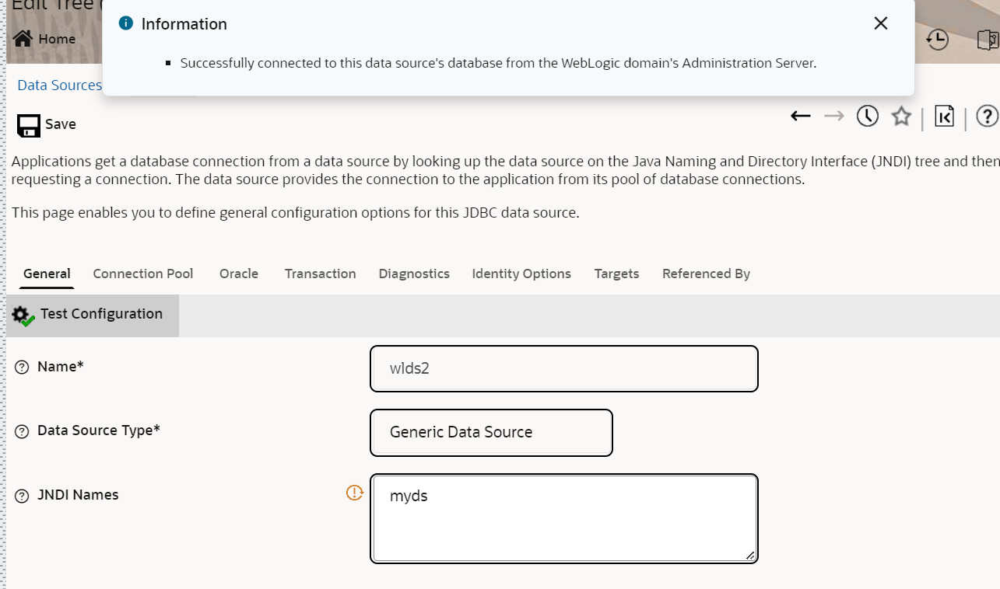 Edit Tree
Information
Home
Successfully connected to this data source's database from the WebLogic domain's Administration Server.
Data Sources
Save
Applications get a database connection from a data source by looking up the data source on the Java Naming and Directory Interface (JNDI) tree and then
requesting a connection. The data source provides the connection to the application from its pool of database connections.
This page enables you to define general configuration options for this JDBC data source.
General Connection Pool Oracle Transaction Diagnostics Identity Options Targets Referenced By
Test Configuration
Name* wlds2
Data Source Type* Generic Data Source
JNDI Names myds